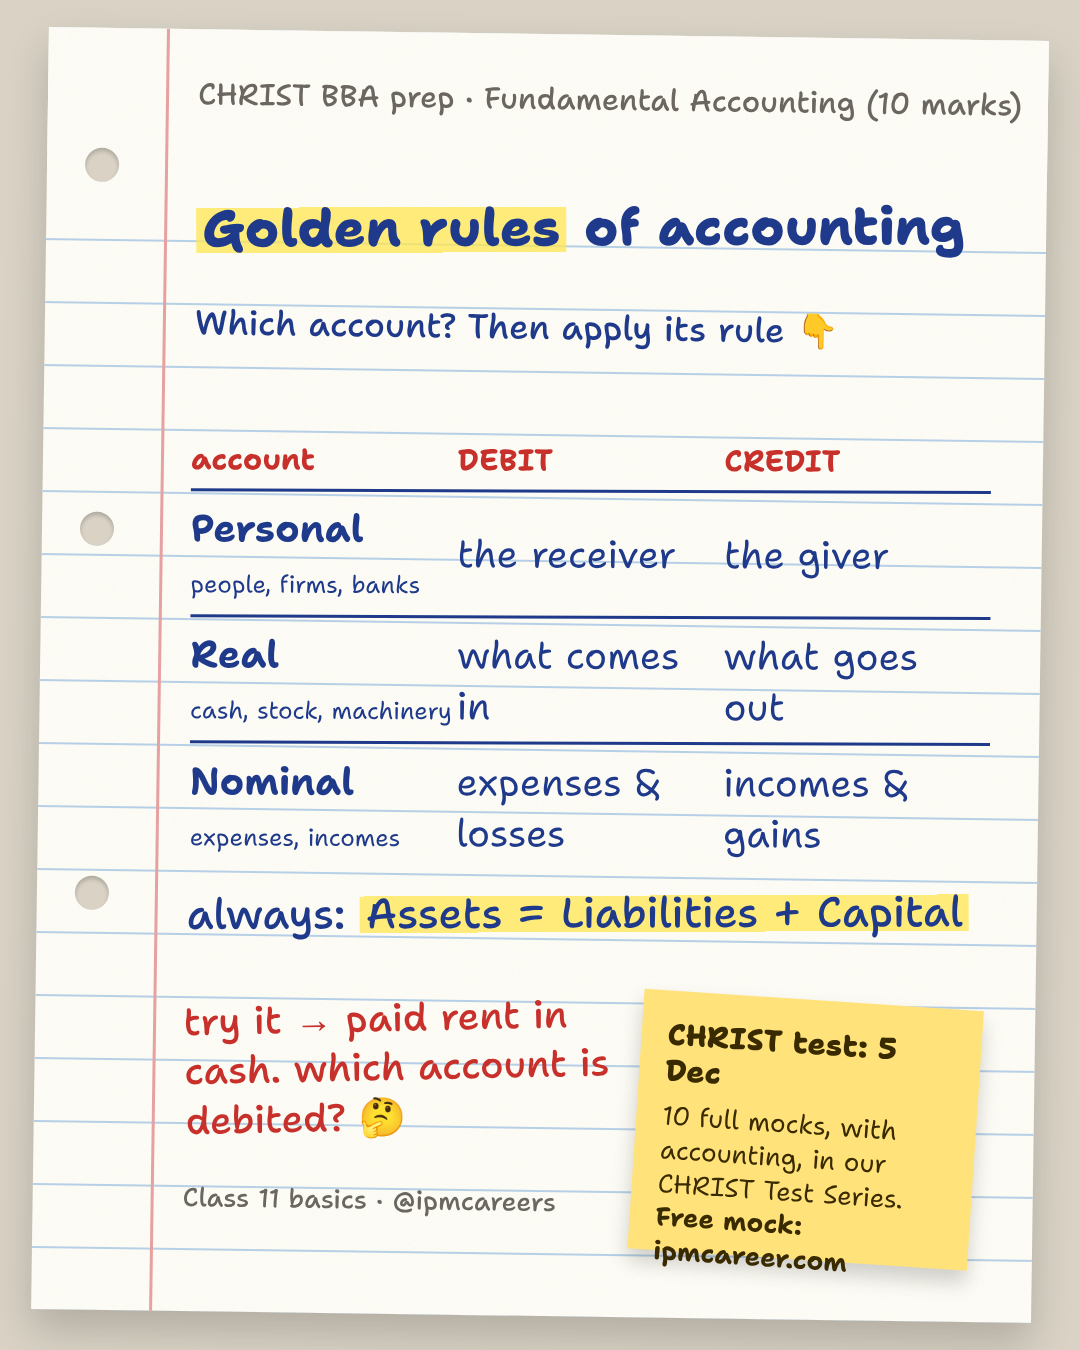 CHRIST BBA prep · Fundamental Accounting (10 marks)
Golden rules of accounting
Which account? Then apply its rule 👇
account DEBIT CREDIT
Personal
the receiver the giver
people, firms, banks
Real what comes what goes
cash, stock, machinery in out
Nominal expenses & incomes &
expenses, incomes losses gains
always: Assets = Liabilities + Capital
try it → paid rent in
cash. which account is
debited? 🤔
Class 11 basics · @ipmcareers
CHRIST test: 5
Dec
10 full mocks, with
accounting, in our
CHRIST Test Series.
Free mock:
ipmcareer.com